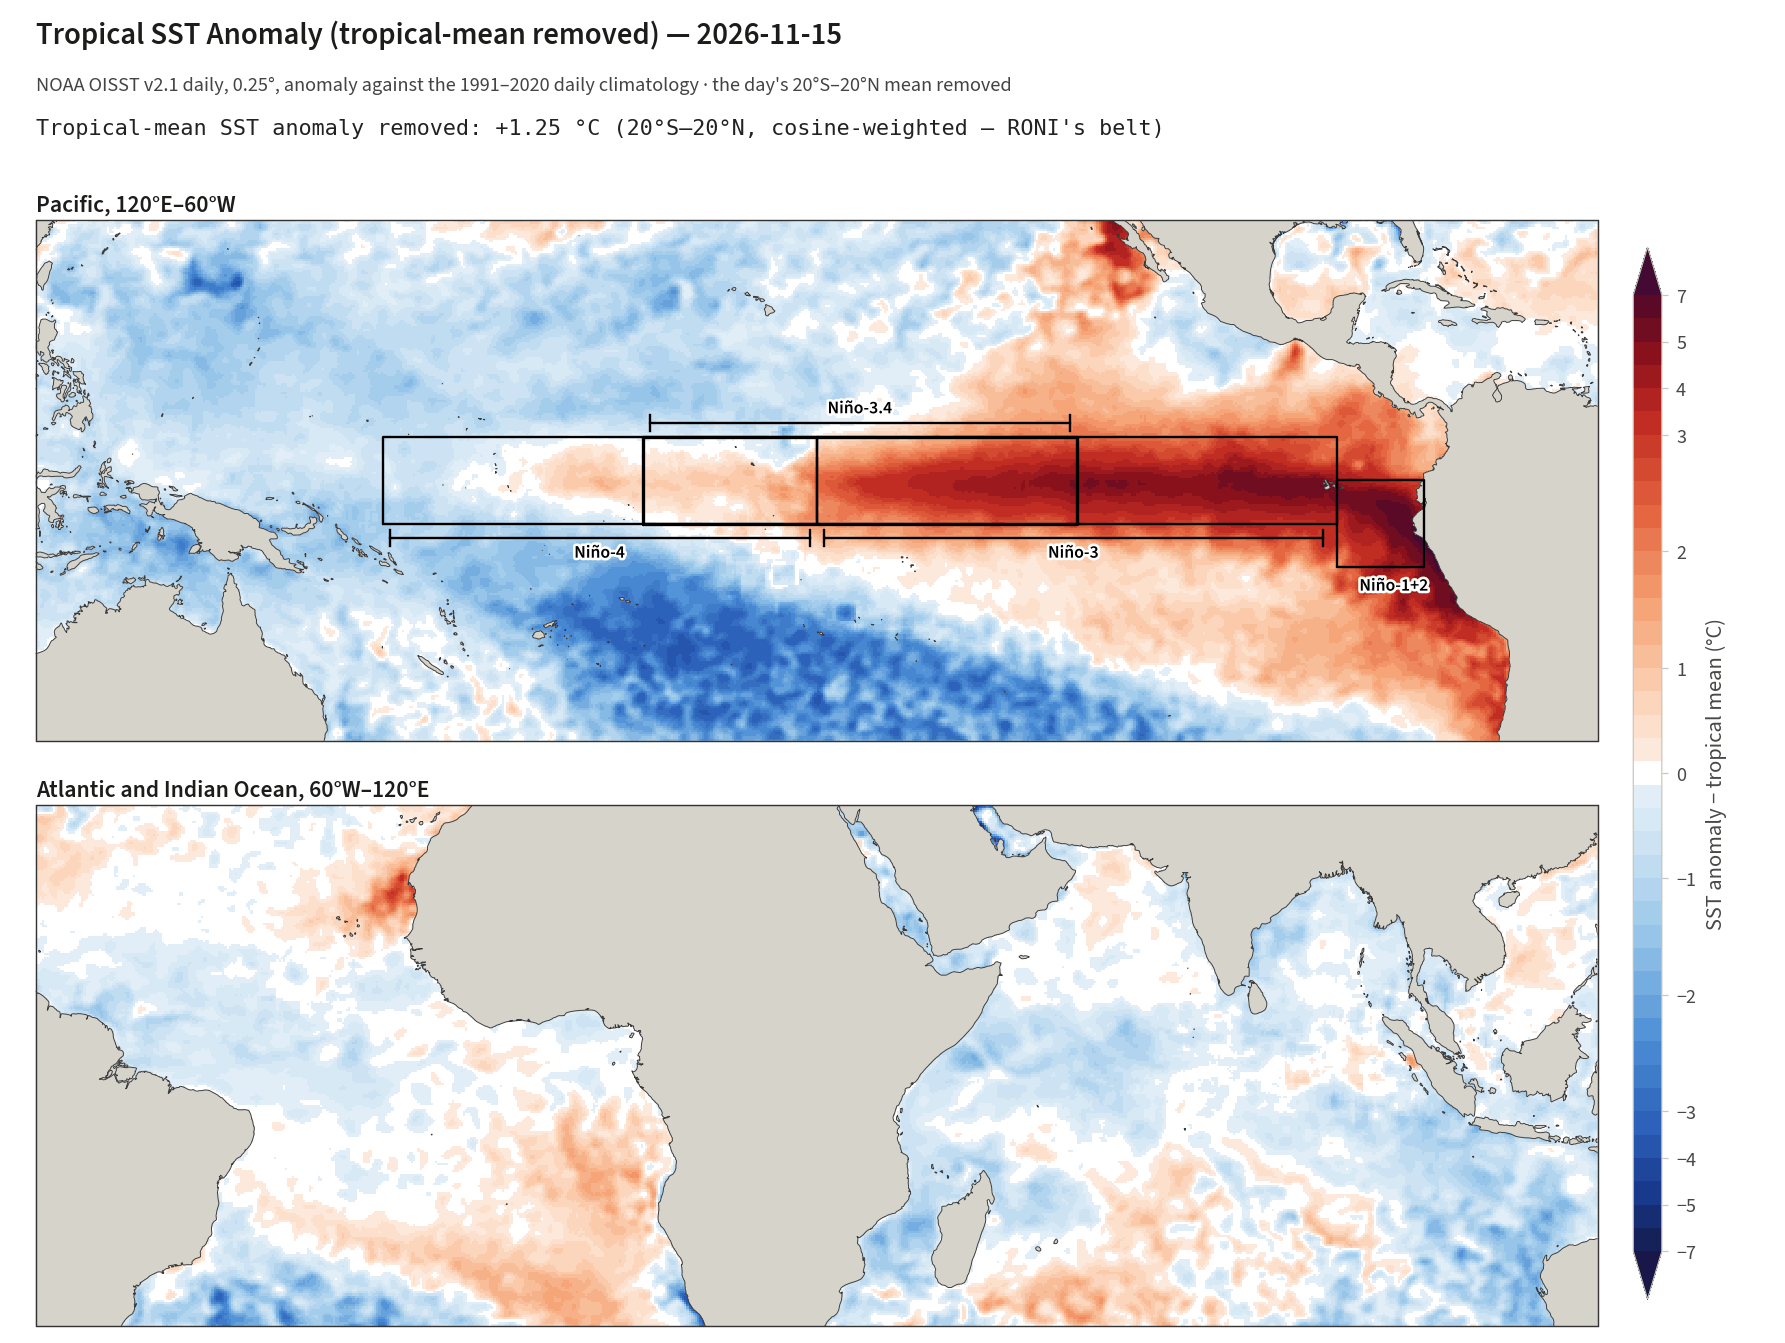 Tropical SST Anomaly (tropical-mean removed) — 2026-11-15
NOAA OISST v2.1 daily, 0.25°, anomaly against the 1991–2020 daily climatology · the day's 20°S–20°N mean removed
Tropical-mean SST anomaly removed: +1.25 °C (20°S–20°N, cosine-weighted — RONI's belt)
Pacific, 120°E–60°W
Niño-3.4
Niño-4
Niño-3
Niño-1+2
Atlantic and Indian Ocean, 60°W–120°E
7
5
4
3
2
1
0
−1
−2
−3
−4
−5
−7
SST anomaly − tropical mean (°C)